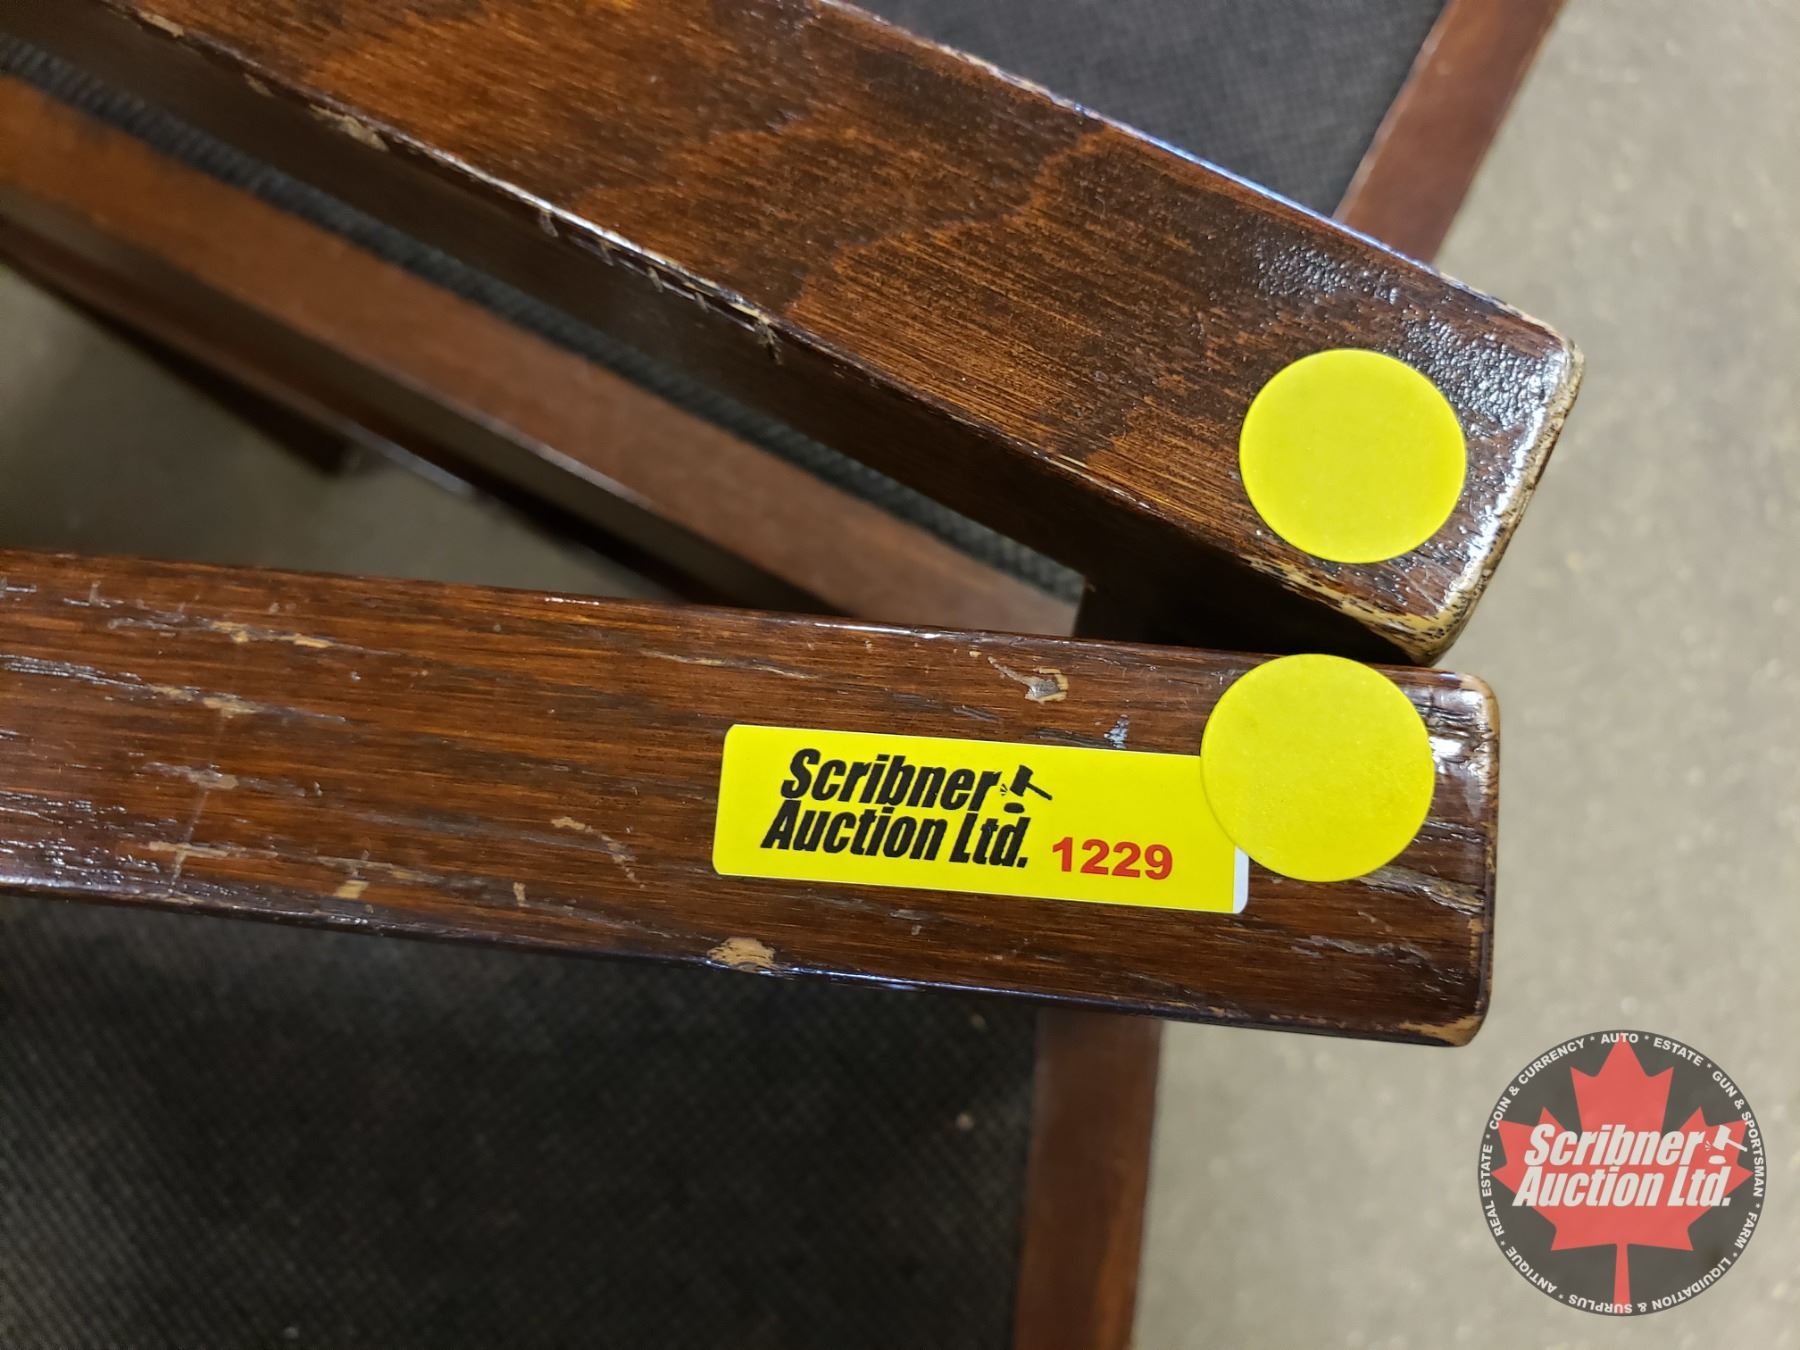 Scribner
Auction Ltd. 1229
COIN & CURRENCY * AUTO * ESTATE * GUN & SPORTSMAN * FARM * LIQUIDATION & SURPLUS * ANTIQUE * REAL ESTATE *
Scribner
Auction Ltd.